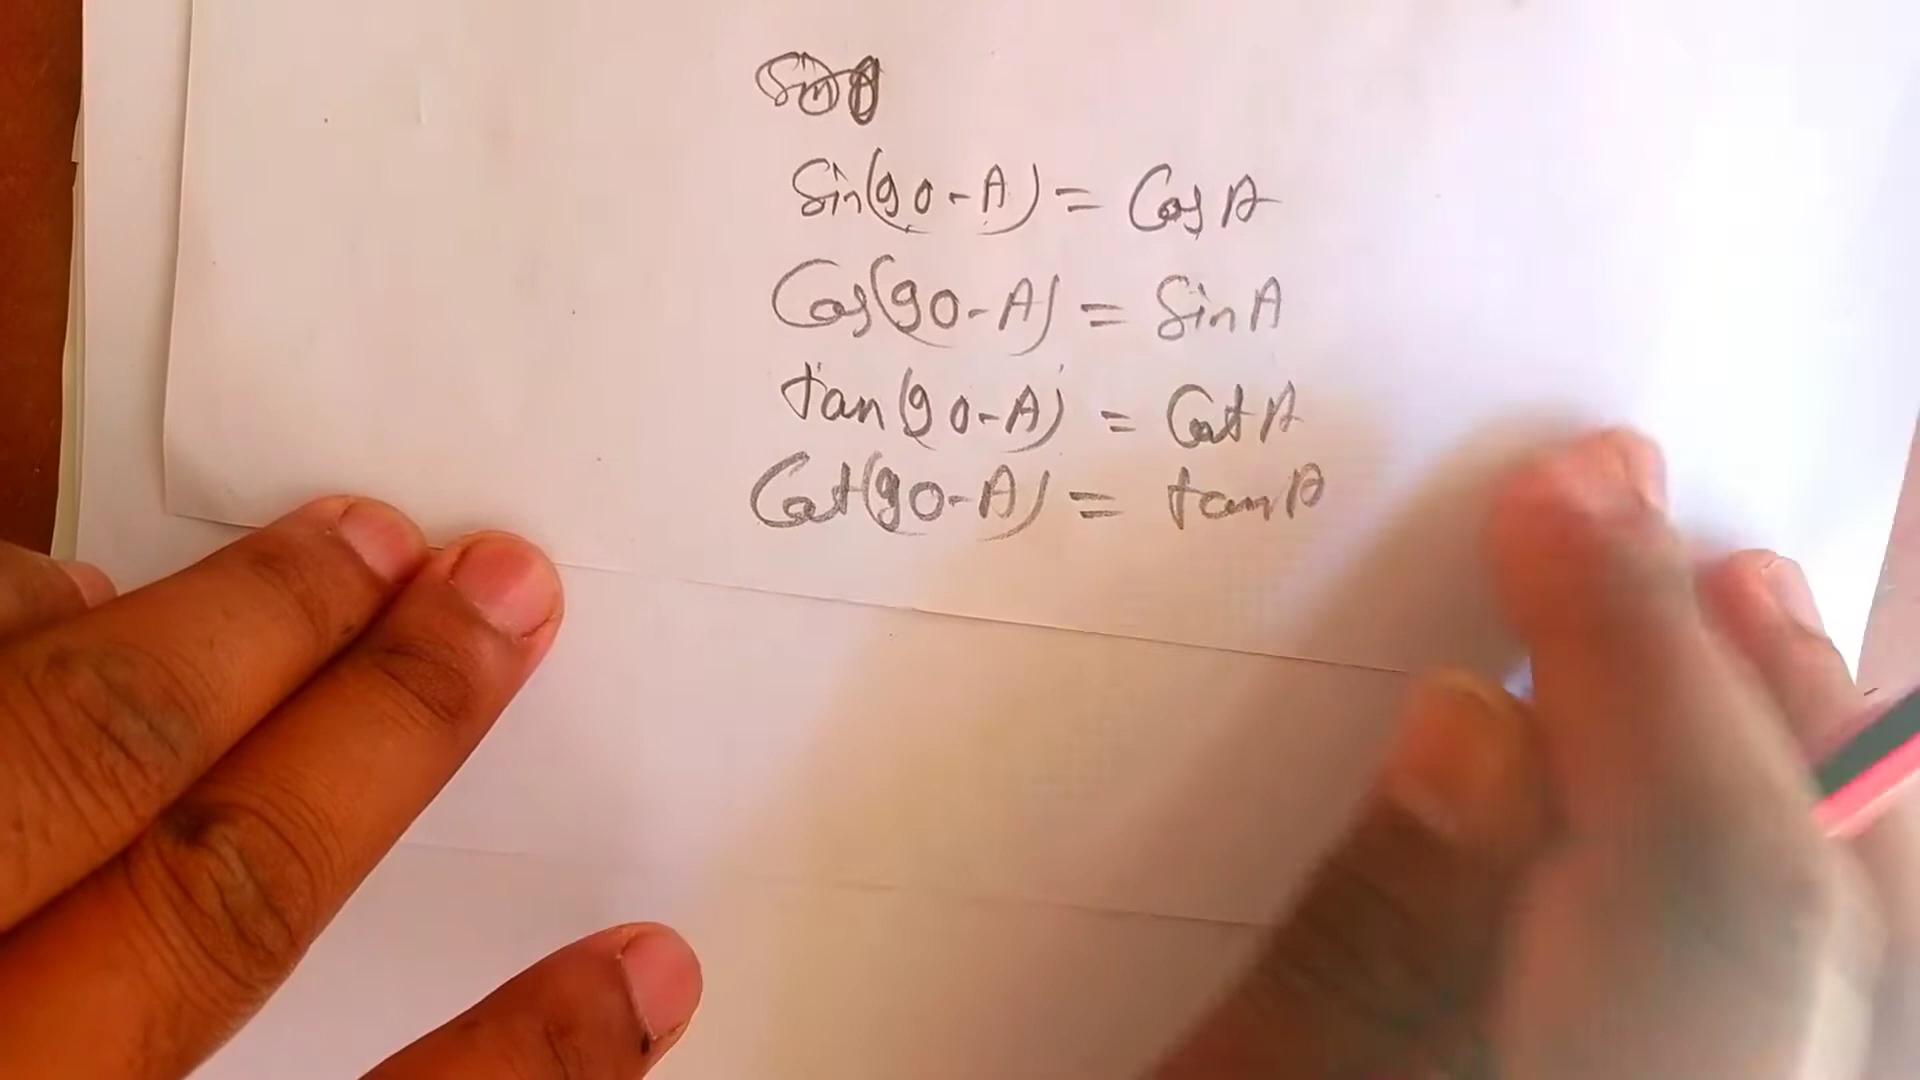 Sin(90-A) = Cos A
Cos(90-A) = Sin A
tan(90-A) = Cot A
Cot(90-A) = tan A